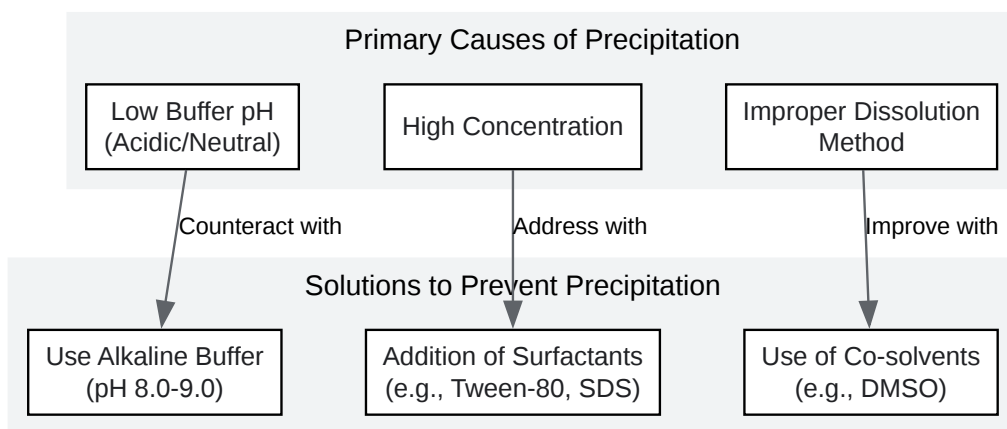 Primary Causes of Precipitation
Low Buffer pH
(Acidic/Neutral)
High Concentration
Improper Dissolution
Method
Counteract with
Address with
Improve with
Solutions to Prevent Precipitation
Use Alkaline Buffer
(pH 8.0-9.0)
Addition of Surfactants
(e.g., Tween-80, SDS)
Use of Co-solvents
(e.g., DMSO)